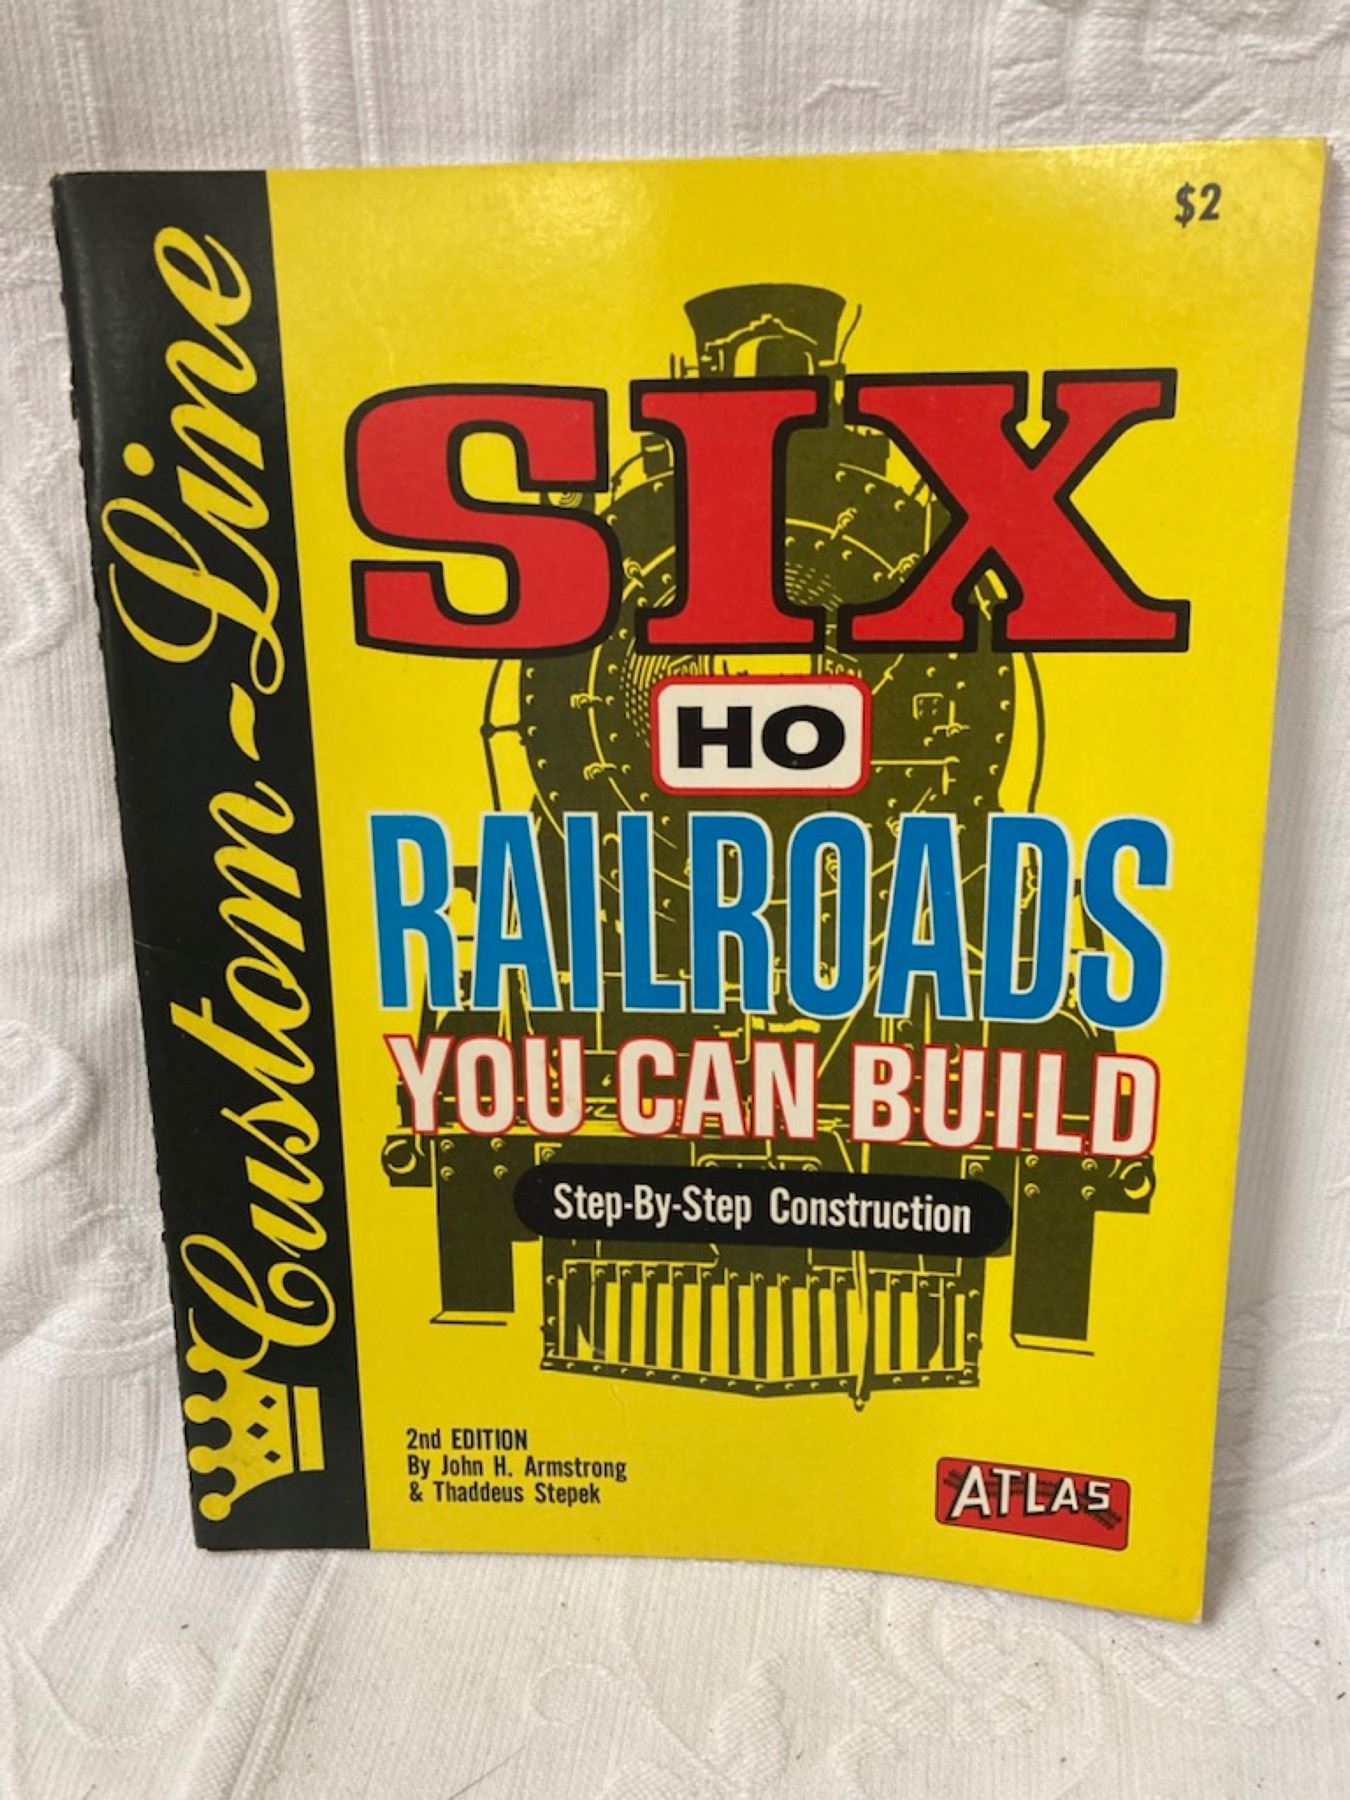 $2
Custom-Line
SIX
HO
RAILROADS
YOU CAN BUILD
Step-By-Step Construction
2nd EDITION
By John H. Armstrong
& Thaddeus Stepek
ATLAS